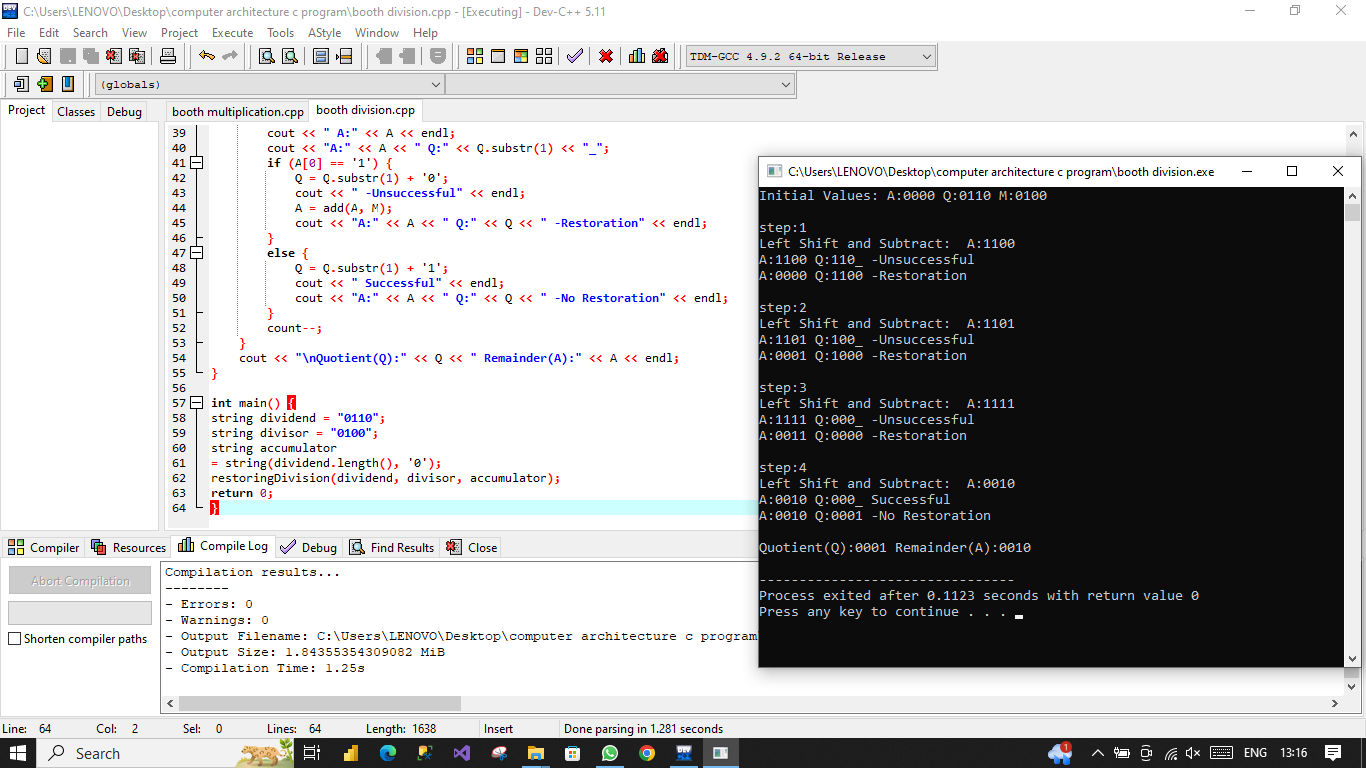 C:\Users\LENOVO\Desktop\computer architecture c program\booth division.cpp - [Executing] - Dev-C++ 5.11
File Edit Search View Project Execute Tools AStyle Window Help
TDM-GCC 4.9.2 64-bit Release
(globals)
Project Classes Debug
booth multiplication.cpp booth division.cpp
39 cout << " A:" << A << endl;
40 cout << "A:" << A << " Q:" << Q.substr(1) << "_";
41 if (A[0] == '1') {
42 Q = Q.substr(1) + '0';
43 cout << " -Unsuccessful" << endl;
44 A = add(A, M);
45 cout << "A:" << A << " Q:" << Q << " -Restoration" << endl;
46 }
47 else {
48 Q = Q.substr(1) + '1';
49 cout << " Successful" << endl;
50 cout << "A:" << A << " Q:" << Q << " -No Restoration" << endl;
51 }
52 count--;
53 }
54 cout << "\nQuotient(Q):" << Q << " Remainder(A):" << A << endl;
55 }
56
57 int main() {
58 string dividend = "0110";
59 string divisor = "0100";
60 string accumulator
61 = string(dividend.length(), '0');
62 restoringDivision(dividend, divisor, accumulator);
63 return 0;
64 }
C:\Users\LENOVO\Desktop\computer architecture c program\booth division.exe
Initial Values: A:0000 Q:0110 M:0100
step:1
Left Shift and Subtract:  A:1100
A:1100 Q:110_ -Unsuccessful
A:0000 Q:1100 -Restoration
step:2
Left Shift and Subtract:  A:1101
A:1101 Q:100_ -Unsuccessful
A:0001 Q:1000 -Restoration
step:3
Left Shift and Subtract:  A:1111
A:1111 Q:000_ -Unsuccessful
A:0011 Q:0000 -Restoration
step:4
Left Shift and Subtract:  A:0010
A:0010 Q:000_ Successful
A:0010 Q:0001 -No Restoration
Quotient(Q):0001 Remainder(A):0010
--------------------------------
Process exited after 0.1123 seconds with return value 0
Press any key to continue . . .
Compiler Resources Compile Log Debug Find Results Close
Abort Compilation
Shorten compiler paths
Compilation results...
--------
- Errors: 0
- Warnings: 0
- Output Filename: C:\Users\LENOVO\Desktop\computer architecture c program
- Output Size: 1.84355354309082 MiB
- Compilation Time: 1.25s
Line: 64 Col: 2 Sel: 0 Lines: 64 Length: 1638 Insert Done parsing in 1.281 seconds
Search 1 ENG 13:16